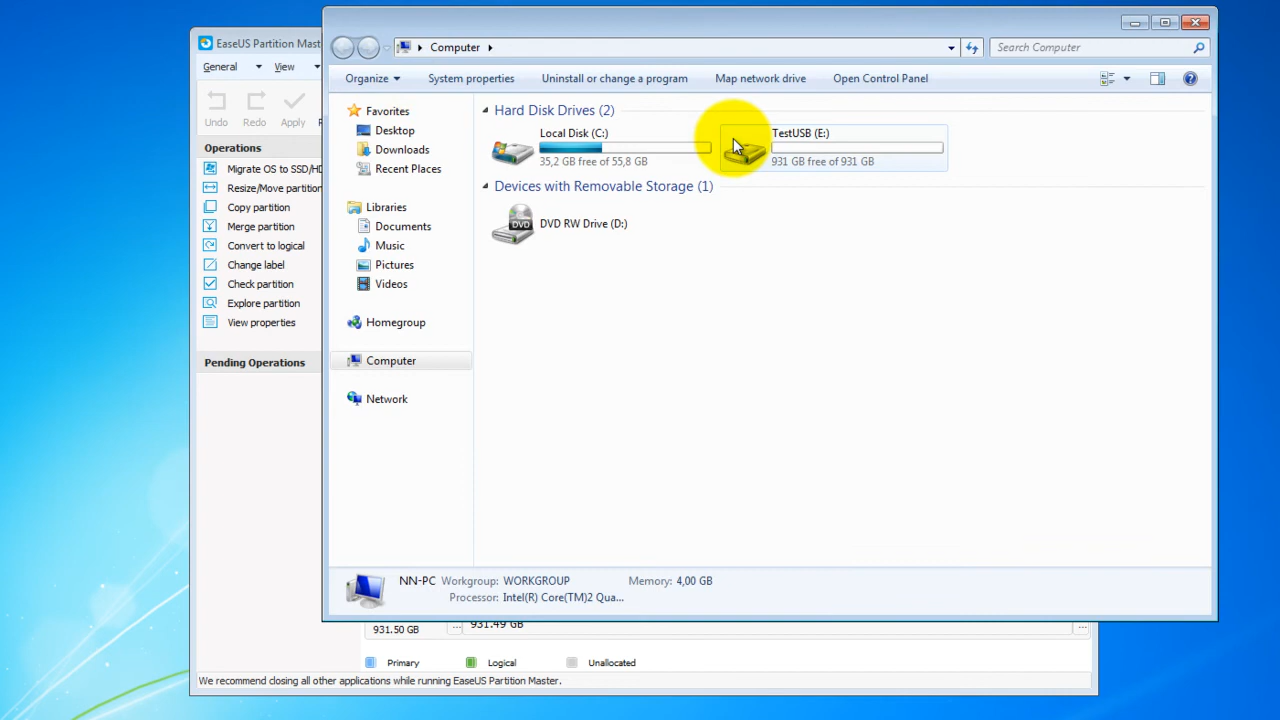 EaseUS Partition Mast
General View
Undo Redo Apply
Operations
Migrate OS to SSD/HD
Resize/Move partition
Copy partition
Merge partition
Convert to logical
Change label
Check partition
Explore partition
View properties
Pending Operations
Computer
Search Computer
Organize System properties Uninstall or change a program Map network drive Open Control Panel
Favorites
Desktop
Downloads
Recent Places
Libraries
Documents
Music
Pictures
Videos
Homegroup
Computer
Network
Hard Disk Drives (2)
Local Disk (C:)
35,2 GB free of 55,8 GB
TestUSB (E:)
931 GB free of 931 GB
Devices with Removable Storage (1)
DVD
DVD RW Drive (D:)
NN-PC Workgroup: WORKGROUP Memory: 4,00 GB
Processor: Intel(R) Core(TM)2 Qua...
931.50 GB ... 931.49 GB ...
Primary Logical Unallocated
We recommend closing all other applications while running EaseUS Partition Master.